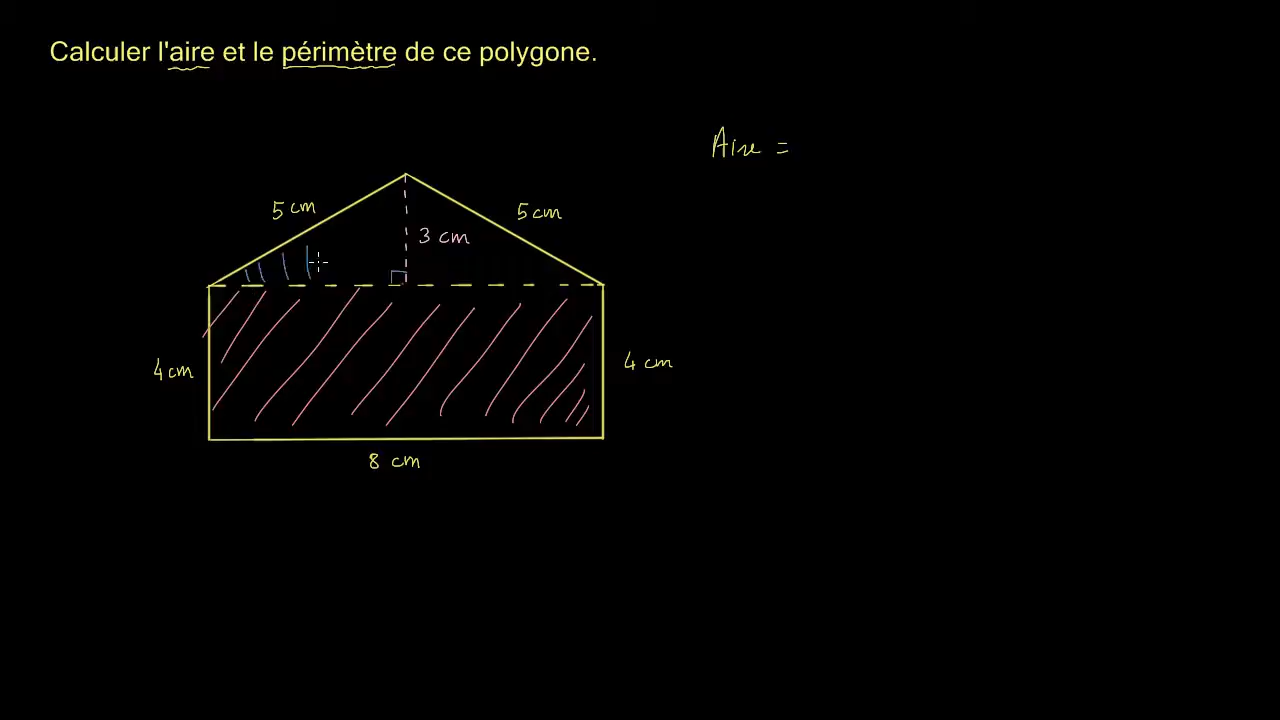 Calculer l'aire et le périmètre de ce polygone.
Aire =
5 cm
5 cm
3 cm
4 cm
4 cm
8 cm